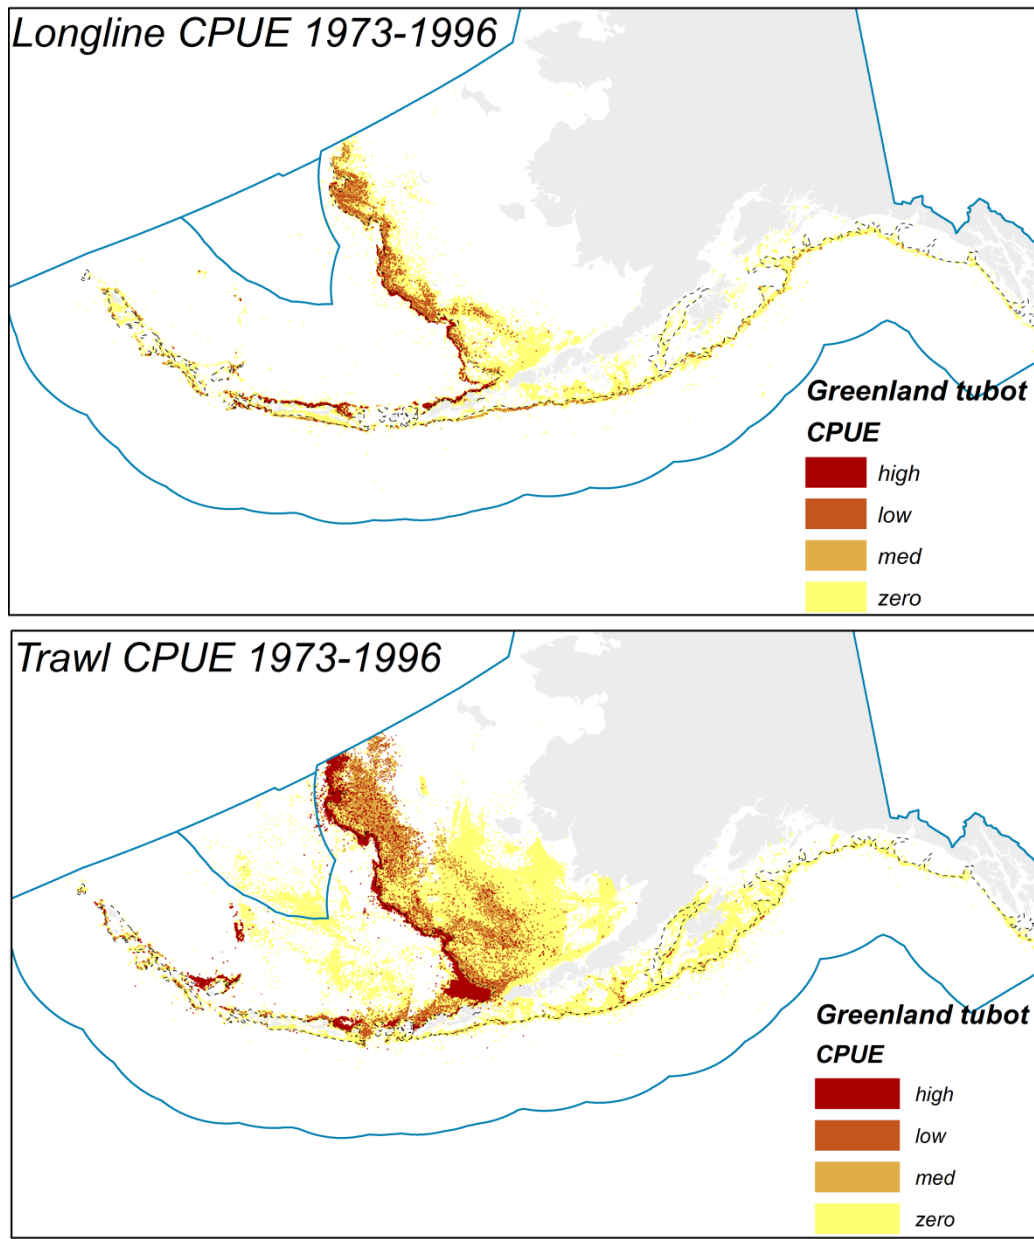 Longline CPUE 1973-1996
Greenland tubot
CPUE
high
low
med
zero
Trawl CPUE 1973-1996
Greenland tubot
CPUE
high
low
med
zero